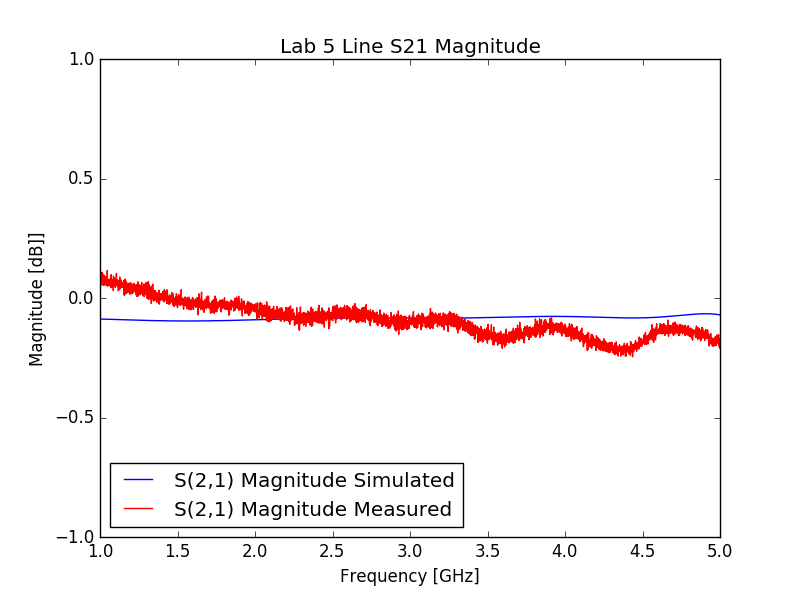 Lab 5 Line S21 Magnitude
1.0
0.5
0.0
−0.5
−1.0
Magnitude [dB]]
S(2,1) Magnitude Simulated
S(2,1) Magnitude Measured
1.0 1.5 2.0 2.5 3.0 3.5 4.0 4.5 5.0
Frequency [GHz]